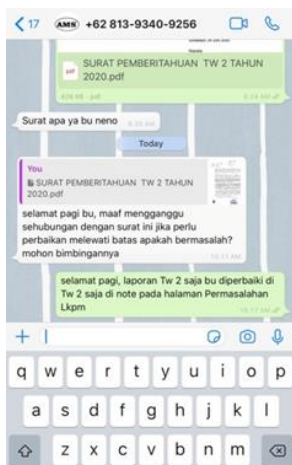 17 AMS +62 813-9340-9256
SURAT PEMBERITAHUAN TW 2 TAHUN
2020.pdf
Surat apa ya bu neno
Today
You
SURAT PEMBERITAHUAN TW 2 TAHUN
2020.pdf
selamat pagi bu, maaf mengganggu
sehubungan dengan surat ini jika perlu
perbaikan melewati batas apakah bermasalah?
mohon bimbingannya
selamat pagi, laporan Tw 2 saja bu diperbaiki di
Tw 2 saja di note pada halaman Permasalahan
Lkpm
q w e r t y u i o p
a s d f g h j k l
z x c v b n m